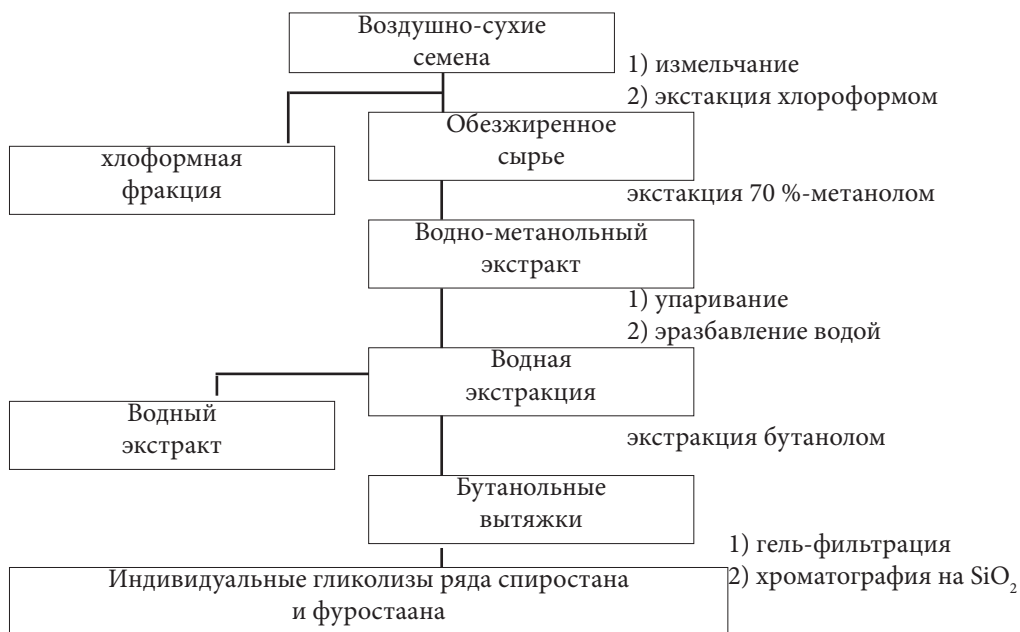 Воздушно-сухие
семена
1) измельчание
2) экстакция хлороформом
Обезжиренное
сырье
хлоформная
фракция
экстакция 70 %-метанолом
Водно-метанольный
экстракт
1) упаривание
2) эразбавление водой
Водная
экстракция
Водный
экстракт
экстракция бутанолом
Бутанольные
вытяжки
1) гель-фильтрация
2) хроматография на SiO₂
Индивидуальные гликолизы ряда спиростана
и фуростаана